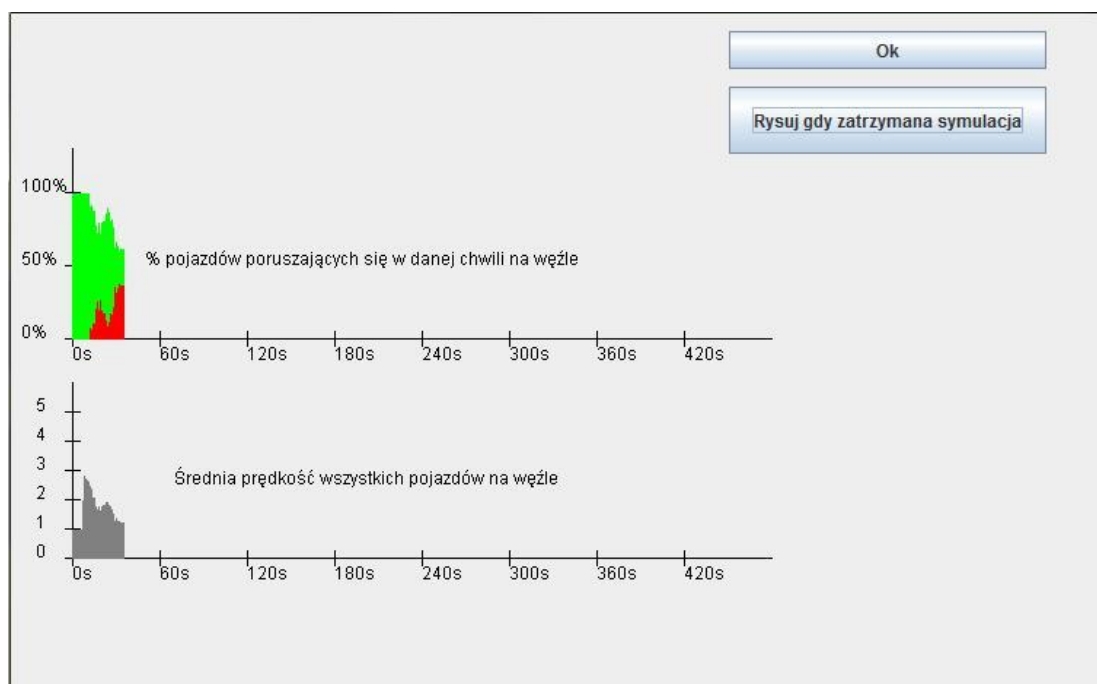 Ok
Rysuj gdy zatrzymana symulacja
100%
50%
% pojazdów poruszających się w danej chwili na węźle
0%
0s 60s 120s 180s 240s 300s 360s 420s
5
4
3
Średnia prędkość wszystkich pojazdów na węźle
2
1
0
0s 60s 120s 180s 240s 300s 360s 420s